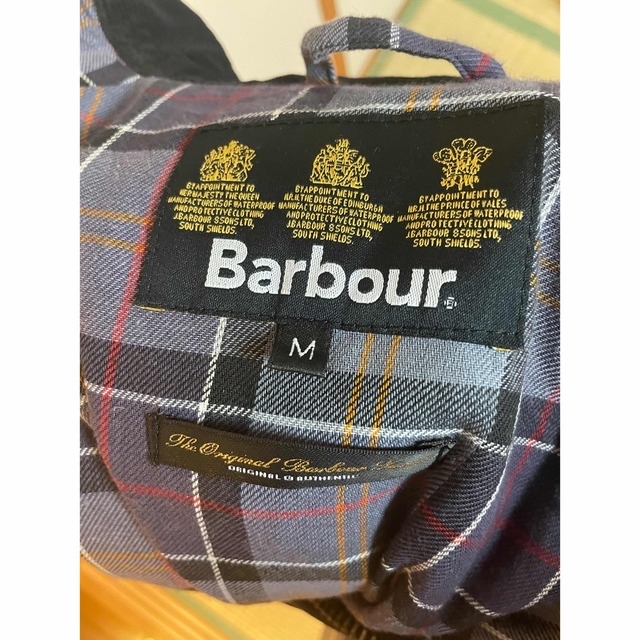 BY APPOINTMENT TO
HER MAJESTY THE QUEEN
MANUFACTURERS OF WATERPROOF
AND PROTECTIVE CLOTHING
J.BARBOUR & SONS LTD,
SOUTH SHIELDS.
BY APPOINTMENT TO
H.R.H. THE DUKE OF EDINBURGH
MANUFACTURERS OF WATERPROOF
AND PROTECTIVE CLOTHING
J.BARBOUR & SONS LTD,
SOUTH SHIELDS.
BY APPOINTMENT TO
H.R.H. THE PRINCE OF WALES
MANUFACTURERS OF WATERPROOF
AND PROTECTIVE CLOTHING
J.BARBOUR & SONS LTD,
SOUTH SHIELDS.
Barbour
M
The Original Barbour
ORIGINAL & AUTHENTIC